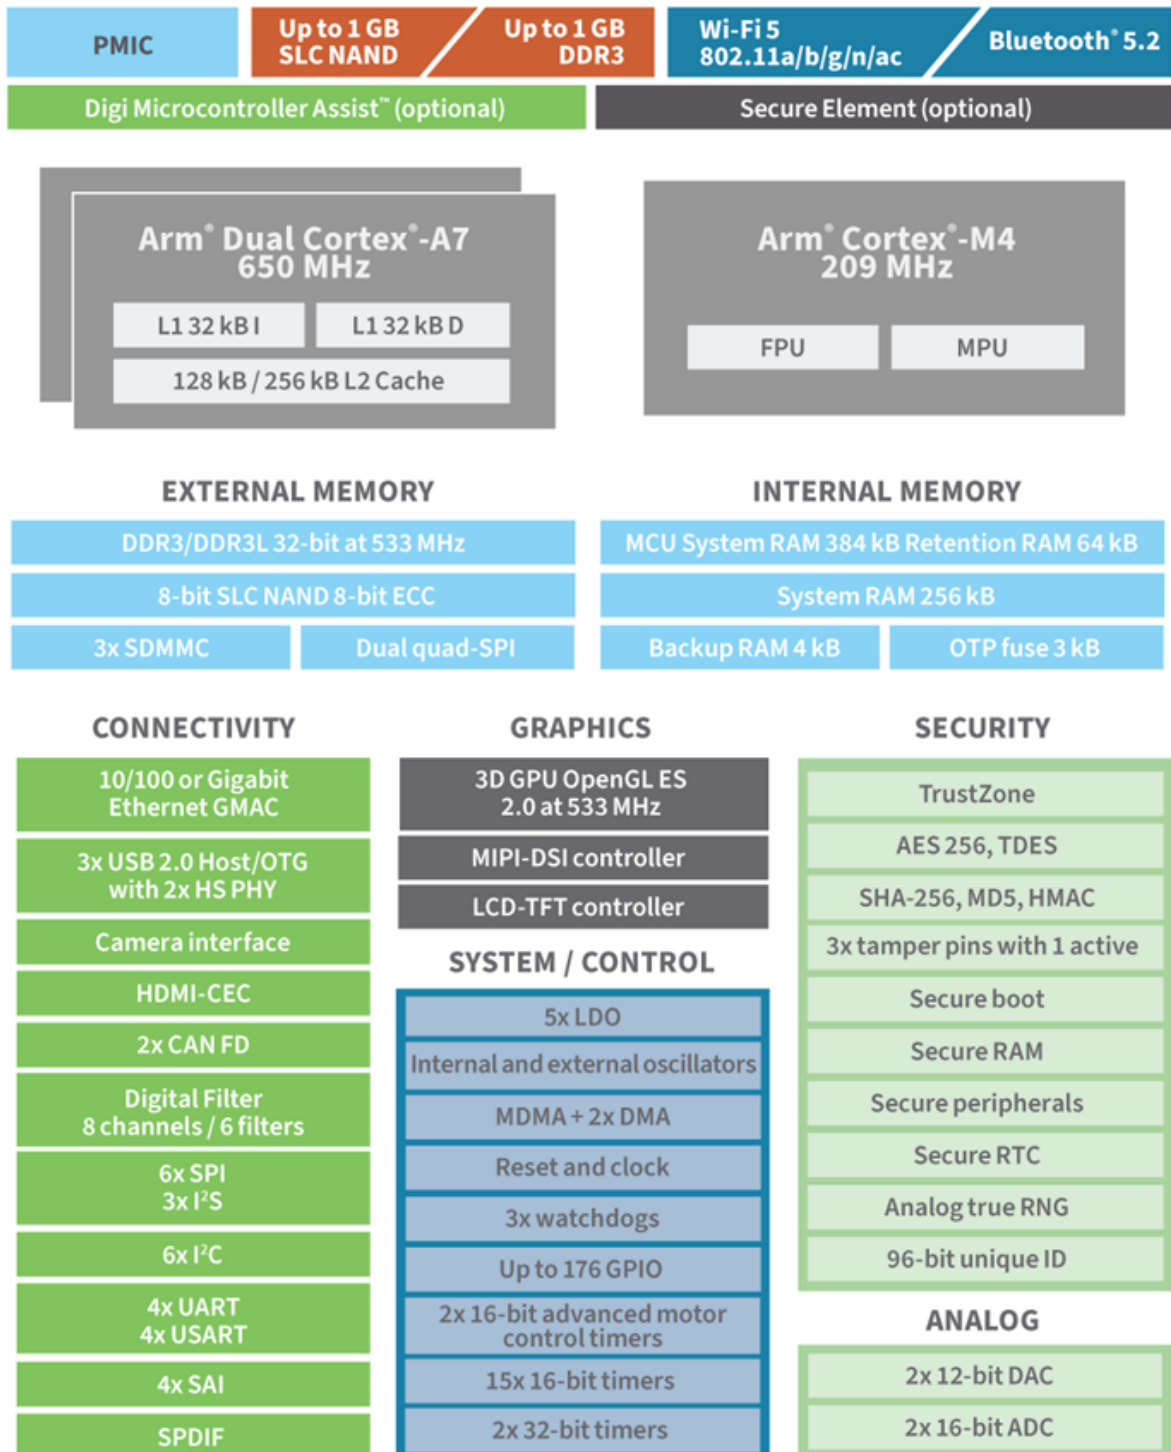 PMIC
Up to 1 GB
SLC NAND
Up to 1 GB
DDR3
Wi-Fi 5
802.11a/b/g/n/ac
Bluetooth® 5.2
Digi Microcontroller Assist™ (optional)
Secure Element (optional)
Arm® Dual Cortex®-A7
650 MHz
L1 32 kB I
L1 32 kB D
128 kB / 256 kB L2 Cache
Arm® Cortex®-M4
209 MHz
FPU
MPU
EXTERNAL MEMORY
DDR3/DDR3L 32-bit at 533 MHz
8-bit SLC NAND 8-bit ECC
3x SDMMC
Dual quad-SPI
INTERNAL MEMORY
MCU System RAM 384 kB Retention RAM 64 kB
System RAM 256 kB
Backup RAM 4 kB
OTP fuse 3 kB
CONNECTIVITY
10/100 or Gigabit
Ethernet GMAC
3x USB 2.0 Host/OTG
with 2x HS PHY
Camera interface
HDMI-CEC
2x CAN FD
Digital Filter
8 channels / 6 filters
6x SPI
3x I²S
6x I²C
4x UART
4x USART
4x SAI
SPDIF
GRAPHICS
3D GPU OpenGL ES
2.0 at 533 MHz
MIPI-DSI controller
LCD-TFT controller
SYSTEM / CONTROL
5x LDO
Internal and external oscillators
MDMA + 2x DMA
Reset and clock
3x watchdogs
Up to 176 GPIO
2x 16-bit advanced motor
control timers
15x 16-bit timers
2x 32-bit timers
SECURITY
TrustZone
AES 256, TDES
SHA-256, MD5, HMAC
3x tamper pins with 1 active
Secure boot
Secure RAM
Secure peripherals
Secure RTC
Analog true RNG
96-bit unique ID
ANALOG
2x 12-bit DAC
2x 16-bit ADC